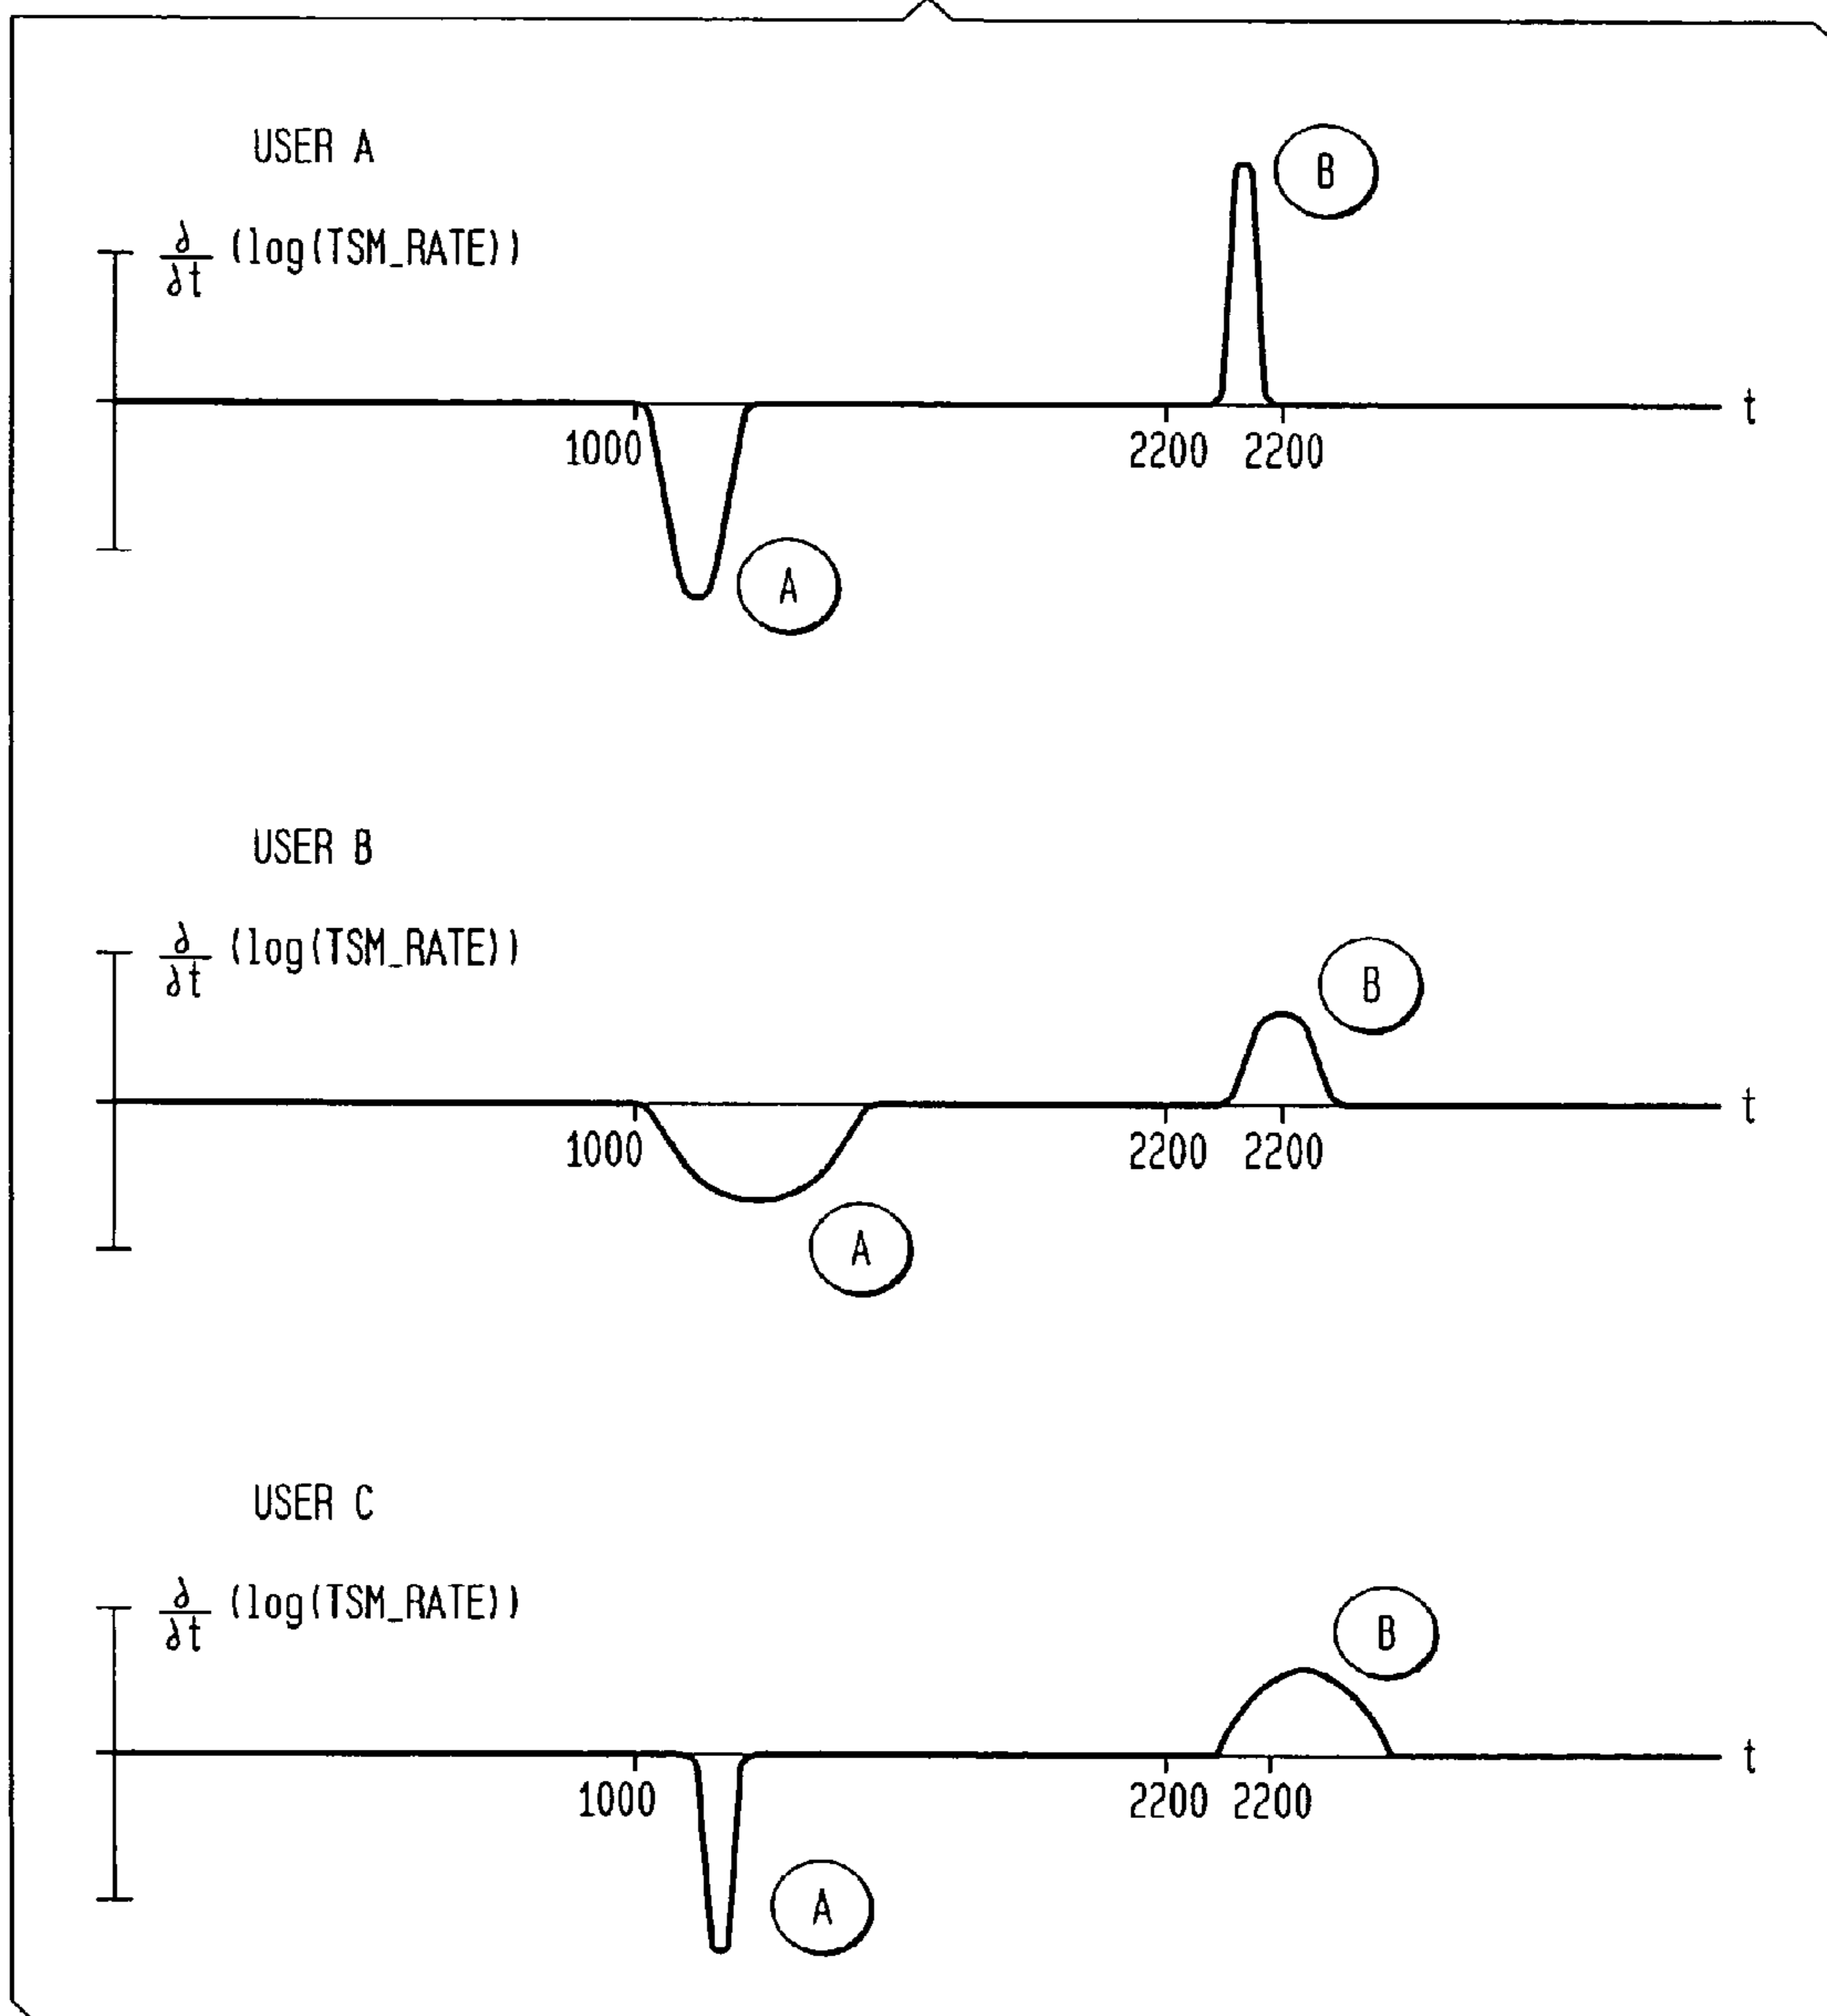 USER A
B
∂/∂t (log(TSM_RATE))
t
1000
2200 2200
A
USER B
∂/∂t (log(TSM_RATE))
B
t
1000
2200 2200
A
USER C
∂/∂t (log(TSM_RATE))
B
t
1000
2200 2200
A